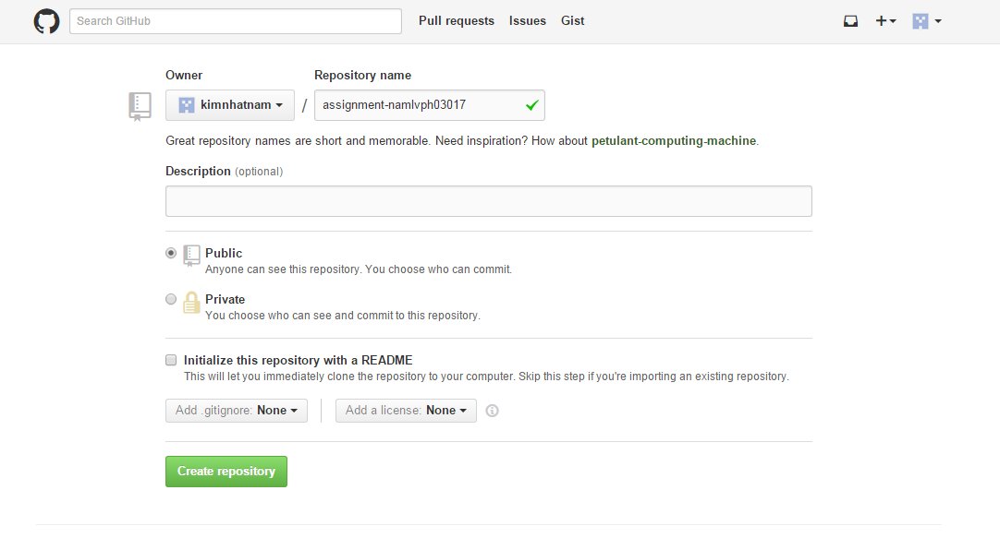 Search GitHub Pull requests Issues Gist
Owner Repository name
kimnhatnam / assignment-namlvph03017
Great repository names are short and memorable. Need inspiration? How about petulant-computing-machine.
Description (optional)
Public
Anyone can see this repository. You choose who can commit.
Private
You choose who can see and commit to this repository.
Initialize this repository with a README
This will let you immediately clone the repository to your computer. Skip this step if you're importing an existing repository.
Add .gitignore: None Add a license: None
Create repository